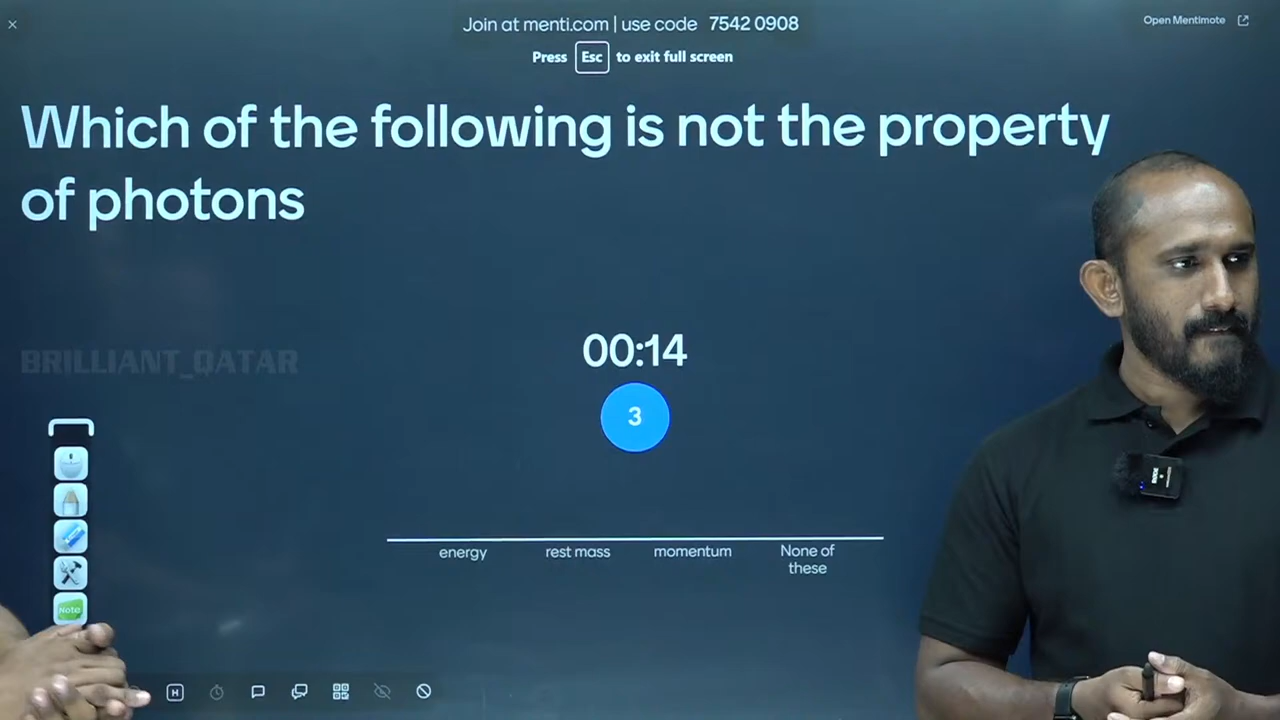 Join at menti.com | use code 7542 0908
Open Mentimote
Press Esc to exit full screen
Which of the following is not the property
of photons
BRILLIANT_QATAR
00:14
3
energy
rest mass
momentum
None of
these
Note
H